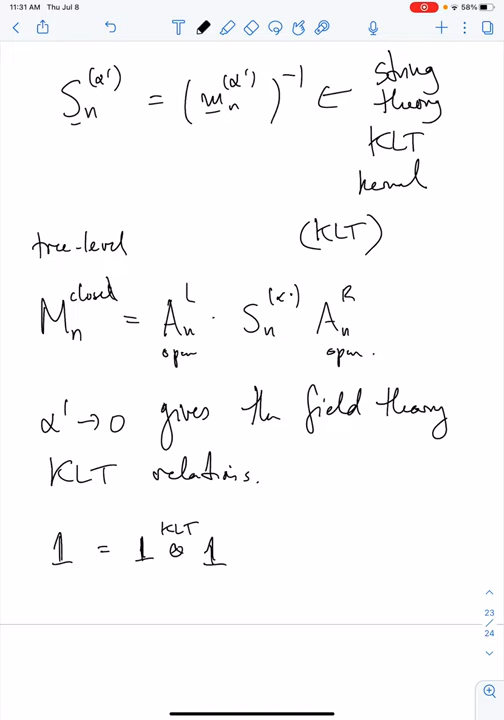 11:31 AM Thu Jul 8
58%
S_n^(α') = (m_n^(α'))^-1 ← string theory KLT kernel
(KLT)
tree-level
M_n^closed = A_n^L · S_n^(α') A_n^R
open open.
α' → 0 gives the field theory
KLT relations.
1 = 1 ⊗^KLT 1
23
/
24